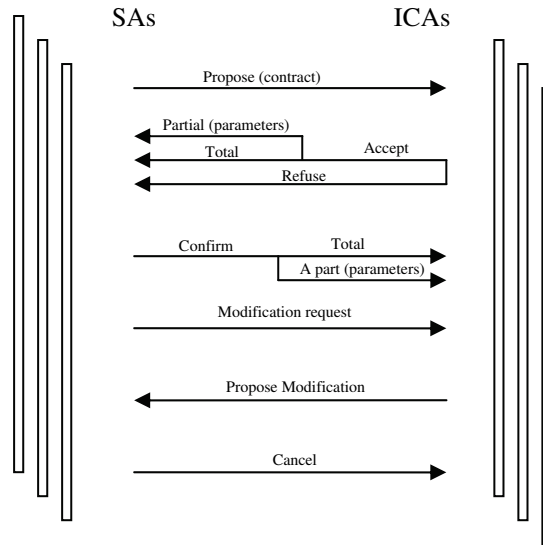 SAs ICAs
Propose (contract)
Partial (parameters)
Total Accept
Refuse
Confirm Total
A part (parameters)
Modification request
Propose Modification
Cancel